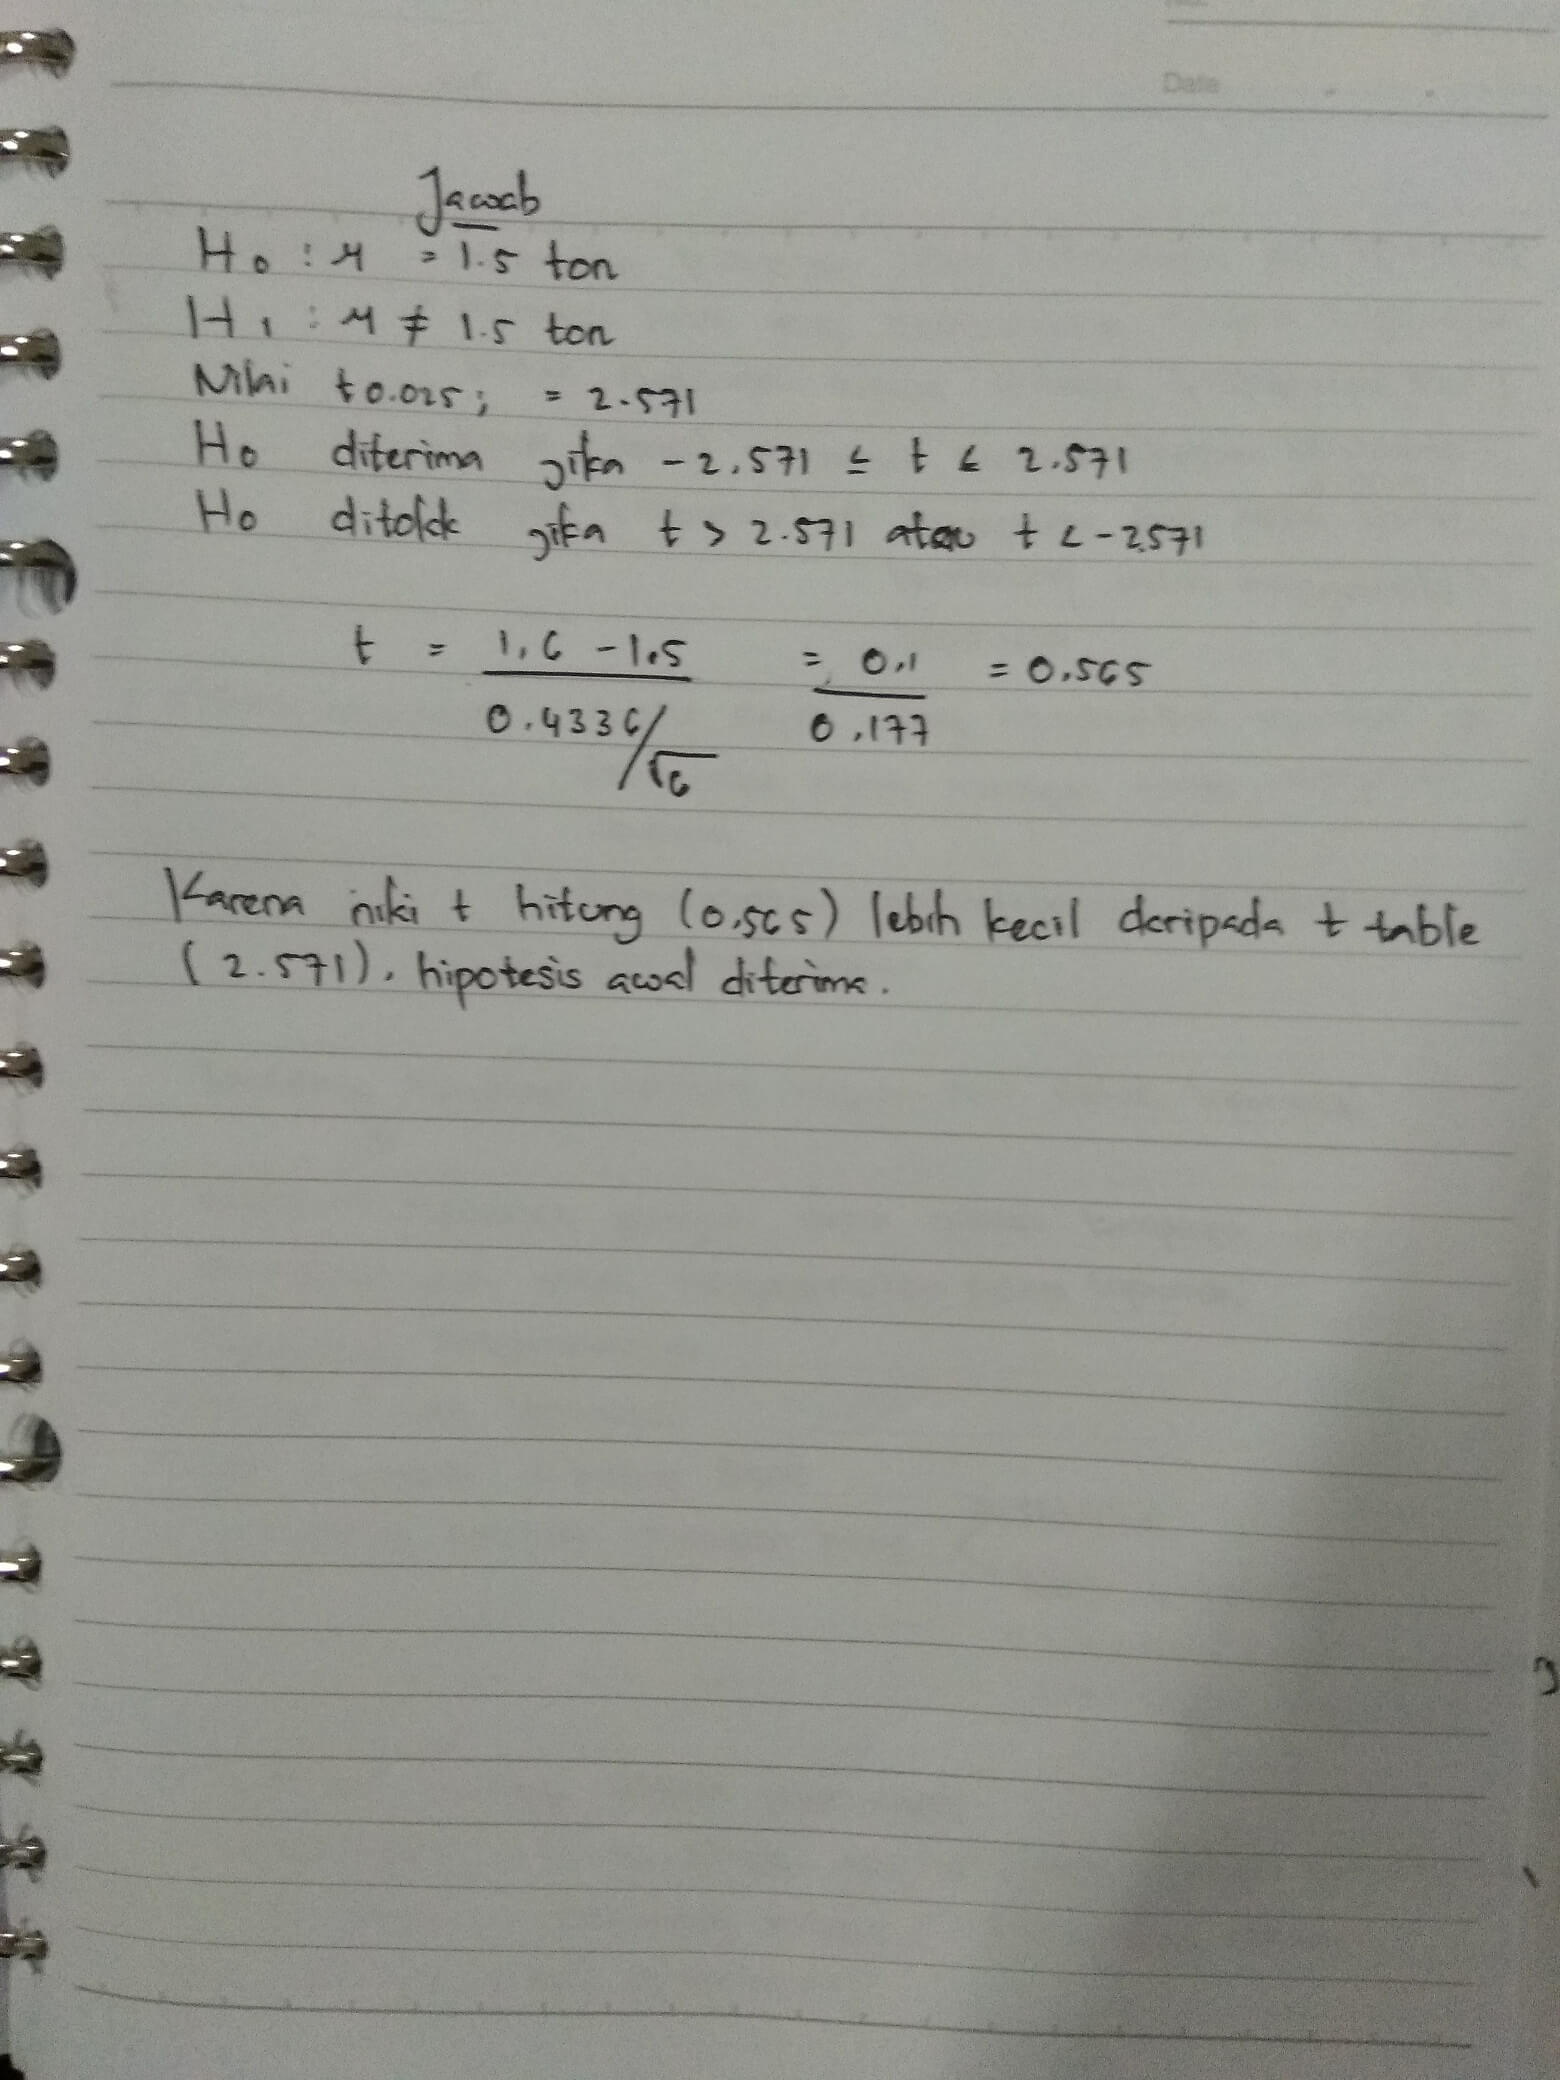 Date
Jawab
H0 : μ = 1.5 ton
H1 : μ ≠ 1.5 ton
Nilai t0.025; = 2.571
H0 diterima jika -2,571 ≤ t ≤ 2.571
H0 ditolak jika t > 2.571 atau t < -2,571
t = 1,6 - 1.5 / 0.4336/√6 = 0,1 / 0,177 = 0,565
Karena nilai t hitung (0,565) lebih kecil daripada t table
(2.571), hipotesis awal diterima.